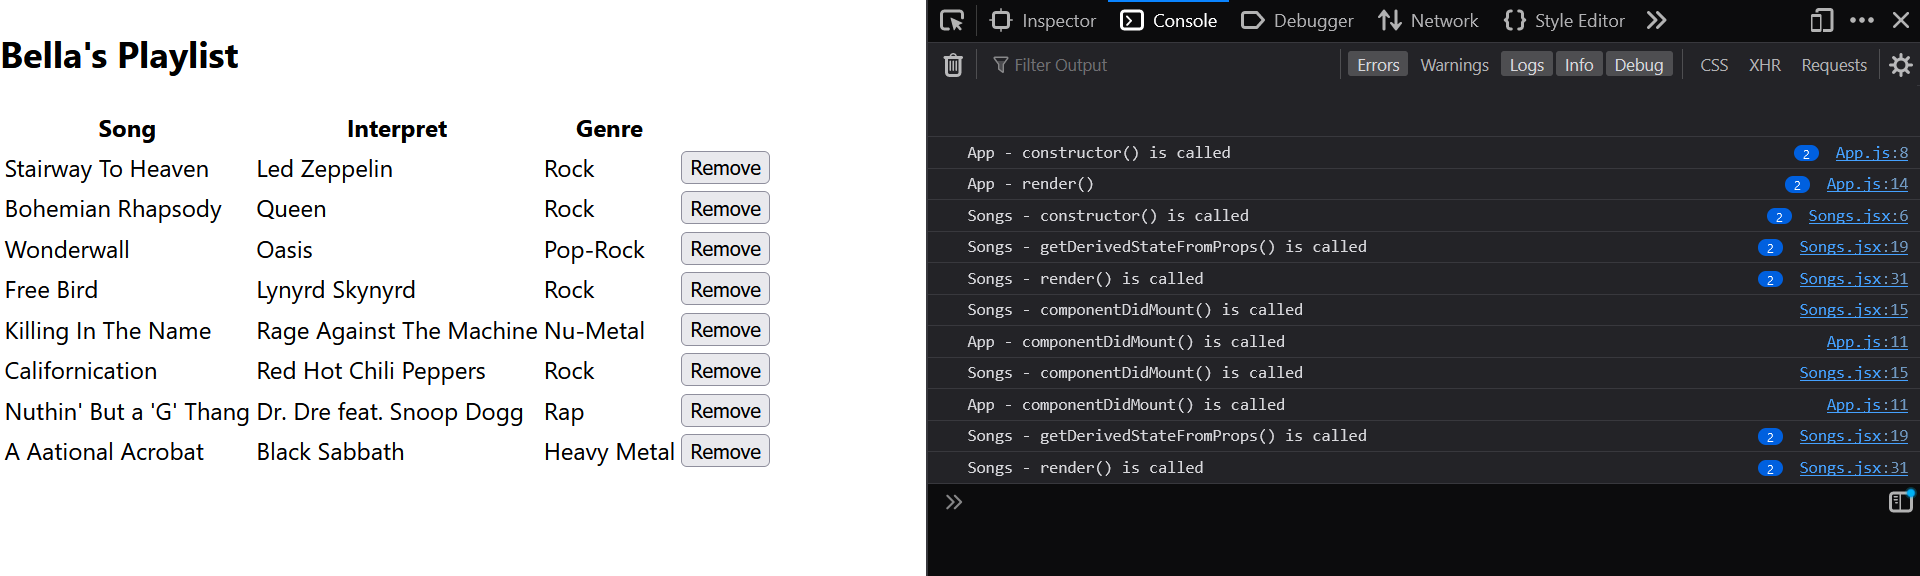 Bella's Playlist
Song Interpret Genre
Stairway To Heaven Led Zeppelin Rock Remove
Bohemian Rhapsody Queen Rock Remove
Wonderwall Oasis Pop-Rock Remove
Free Bird Lynyrd Skynyrd Rock Remove
Killing In The Name Rage Against The Machine Nu-Metal Remove
Californication Red Hot Chili Peppers Rock Remove
Nuthin' But a 'G' Thang Dr. Dre feat. Snoop Dogg Rap Remove
A Aational Acrobat Black Sabbath Heavy Metal Remove
Inspector Console Debugger Network Style Editor
Filter Output Errors Warnings Logs Info Debug CSS XHR Requests
App - constructor() is called 2 App.js:8
App - render() 2 App.js:14
Songs - constructor() is called 2 Songs.jsx:6
Songs - getDerivedStateFromProps() is called 2 Songs.jsx:19
Songs - render() is called 2 Songs.jsx:31
Songs - componentDidMount() is called Songs.jsx:15
App - componentDidMount() is called App.js:11
Songs - componentDidMount() is called Songs.jsx:15
App - componentDidMount() is called App.js:11
Songs - getDerivedStateFromProps() is called 2 Songs.jsx:19
Songs - render() is called 2 Songs.jsx:31